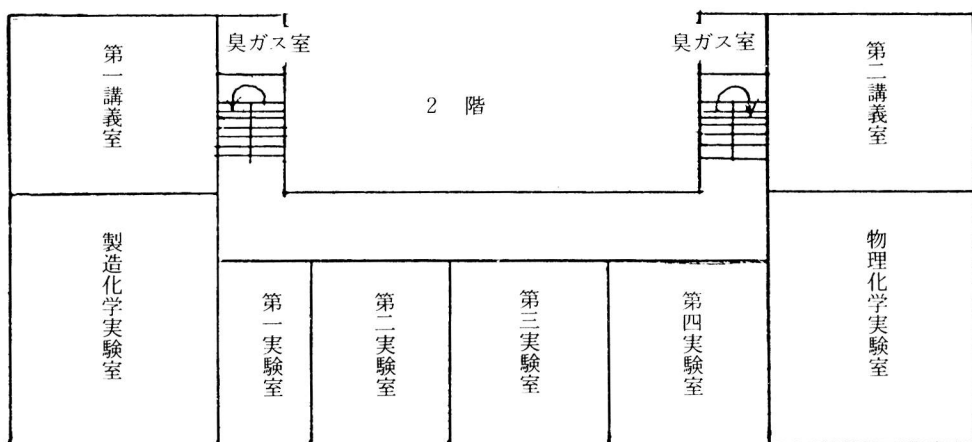 第一講義室
臭ガス室
2 階
臭ガス室
第二講義室
製造化学実験室
第一実験室
第二実験室
第三実験室
第四実験室
物理化学実験室